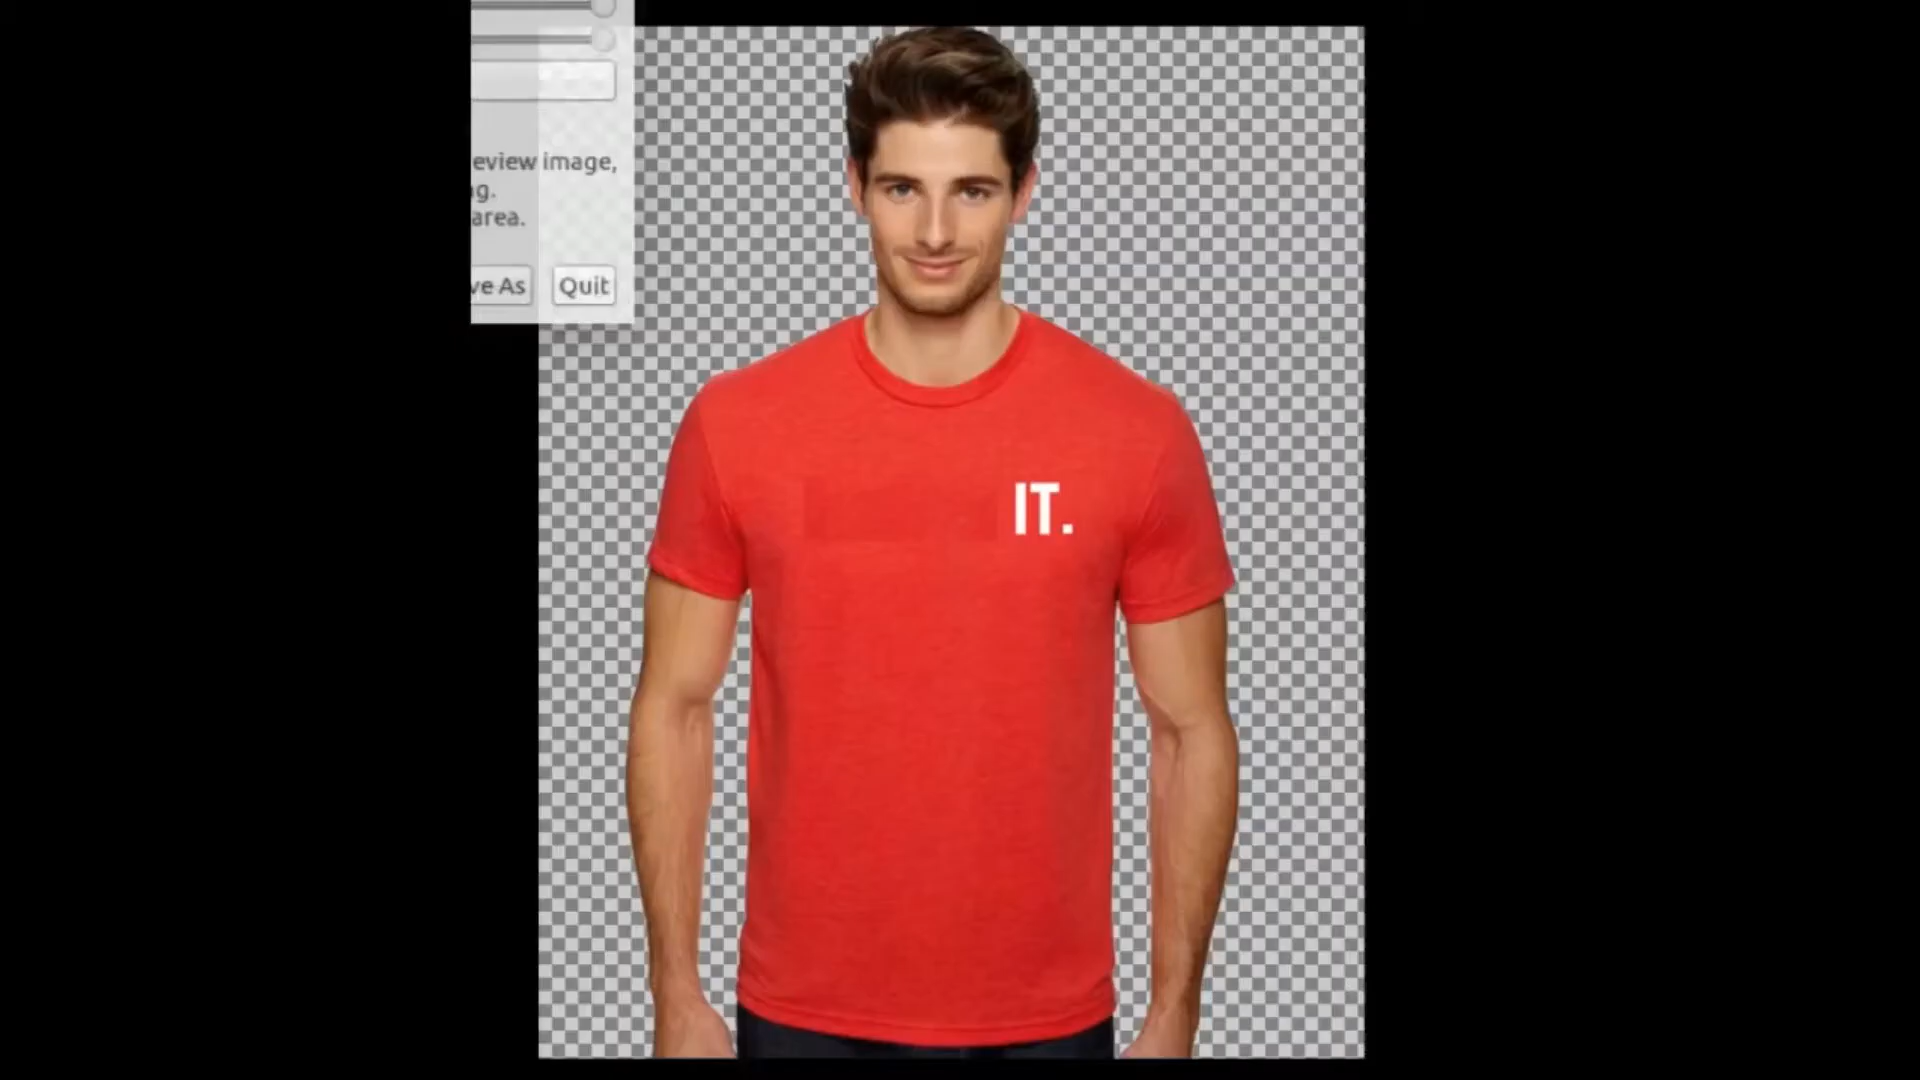 eview image,
g.
area.
ve As
Quit
IT.